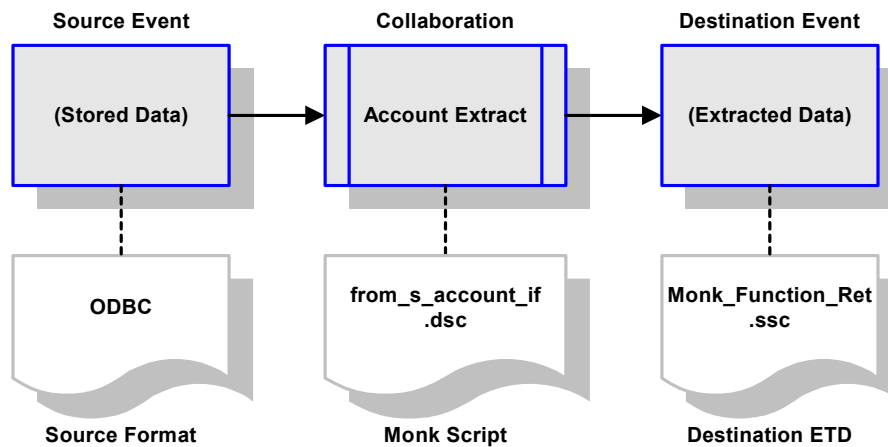 Source Event
Collaboration
Destination Event
(Stored Data)
Account Extract
(Extracted Data)
ODBC
from_s_account_if
.dsc
Monk_Function_Ret
.ssc
Source Format
Monk Script
Destination ETD